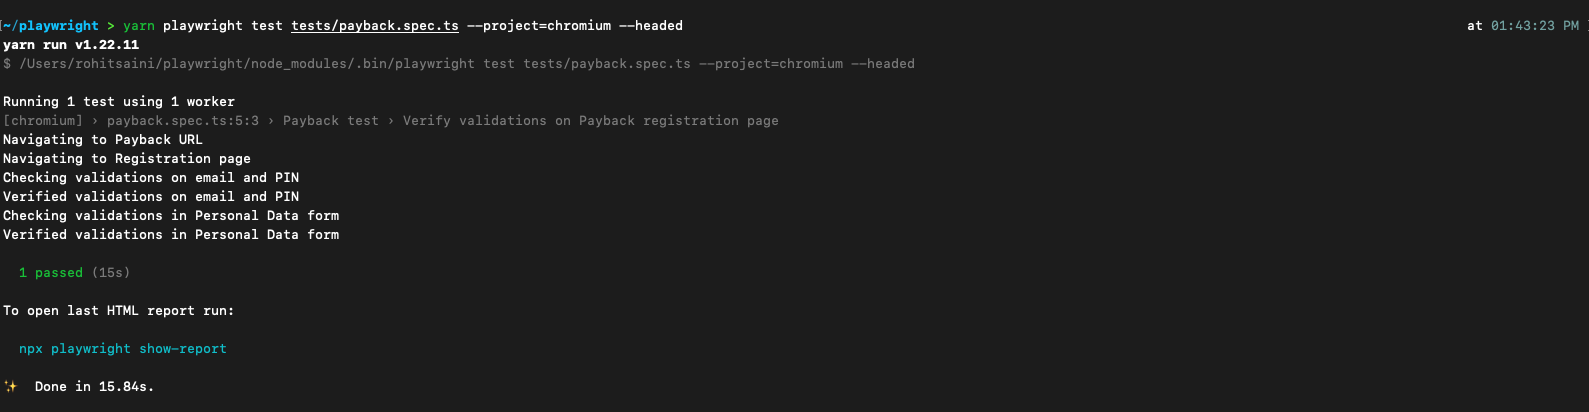 [~/playwright > yarn playwright test tests/payback.spec.ts --project=chromium --headed at 01:43:23 PM ]
yarn run v1.22.11
$ /Users/rohitsaini/playwright/node_modules/.bin/playwright test tests/payback.spec.ts --project=chromium --headed
Running 1 test using 1 worker
[chromium] › payback.spec.ts:5:3 › Payback test › Verify validations on Payback registration page
Navigating to Payback URL
Navigating to Registration page
Checking validations on email and PIN
Verified validations on email and PIN
Checking validations in Personal Data form
Verified validations in Personal Data form
1 passed (15s)
To open last HTML report run:
npx playwright show-report
✨ Done in 15.84s.